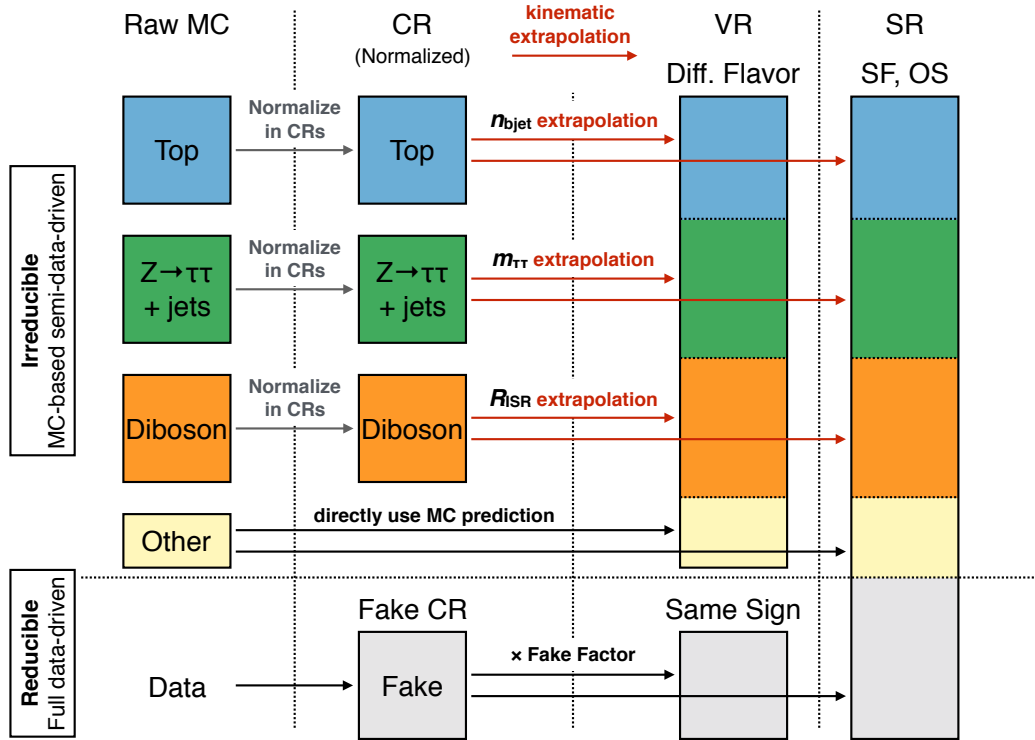 Raw MC
CR
(Normalized)
kinematic
extrapolation
VR
SR
Diff. Flavor
SF, OS
Irreducible
MC-based semi-data-driven
Top
Normalize
in CRs
Top
nbjet extrapolation
Z→ττ
+ jets
Normalize
in CRs
Z→ττ
+ jets
mττ extrapolation
Diboson
Normalize
in CRs
Diboson
RISR extrapolation
Other
directly use MC prediction
Reducible
Full data-driven
Fake CR
Same Sign
Data
Fake
× Fake Factor